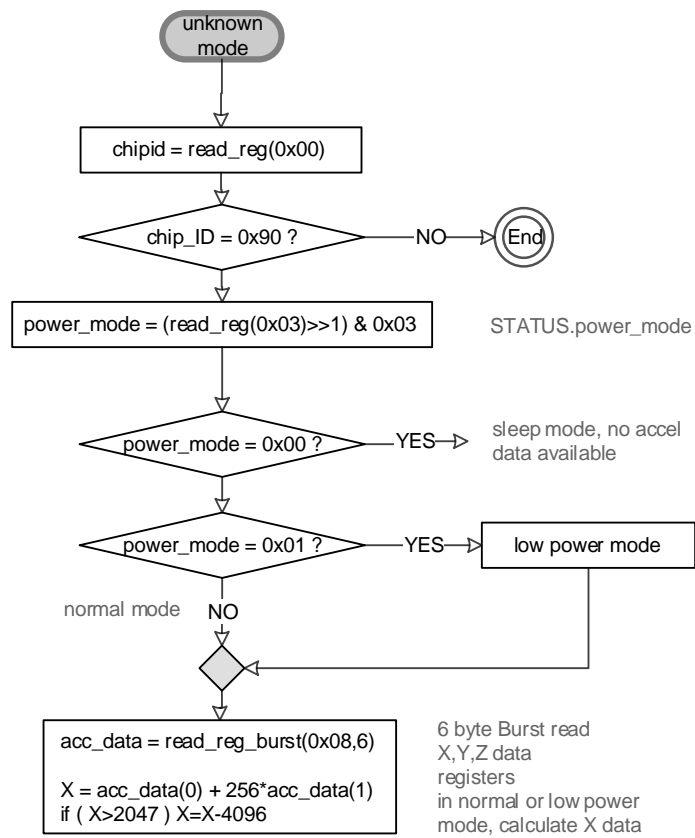 unknown
mode
chipid = read_reg(0x00)
chip_ID = 0x90 ?
NO
End
power_mode = (read_reg(0x03)>>1) & 0x03
STATUS.power_mode
power_mode = 0x00 ?
YES
sleep mode, no accel
data available
power_mode = 0x01 ?
YES
low power mode
normal mode
NO
acc_data = read_reg_burst(0x08,6)
X = acc_data(0) + 256*acc_data(1)
if ( X>2047 ) X=X-4096
6 byte Burst read
X,Y,Z data
registers
in normal or low power
mode, calculate X data